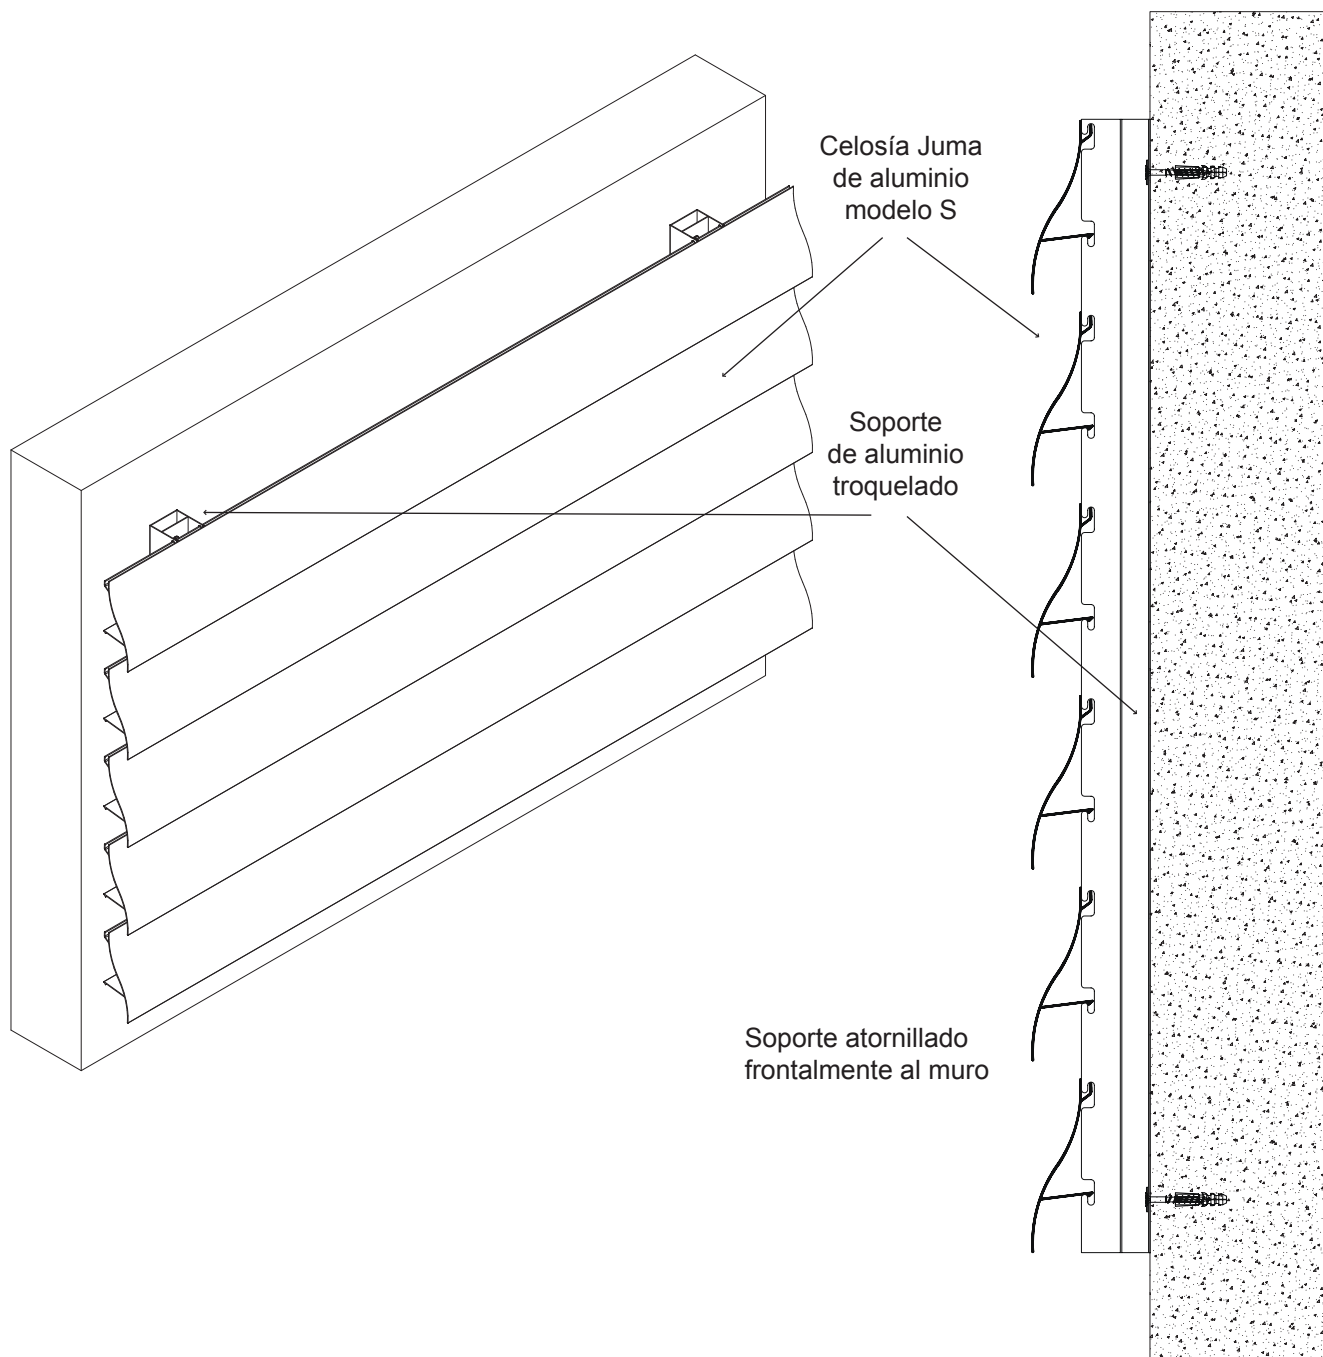 Celosía Juma
de aluminio
modelo S
Soporte
de aluminio
troquelado
Soporte atornillado
frontalmente al muro